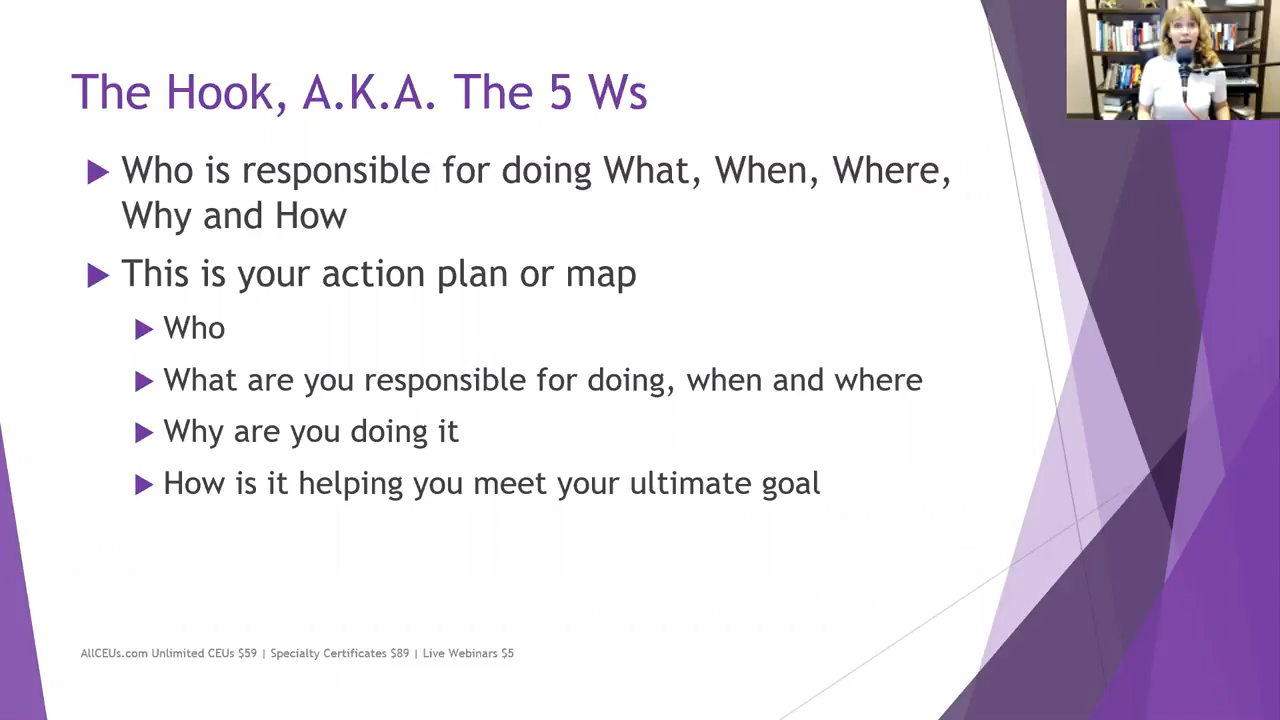 The Hook, A.K.A. The 5 Ws
Who is responsible for doing What, When, Where,
Why and How
This is your action plan or map
Who
What are you responsible for doing, when and where
Why are you doing it
How is it helping you meet your ultimate goal
AllCEUs.com Unlimited CEUs $59 | Specialty Certificates $89 | Live Webinars $5